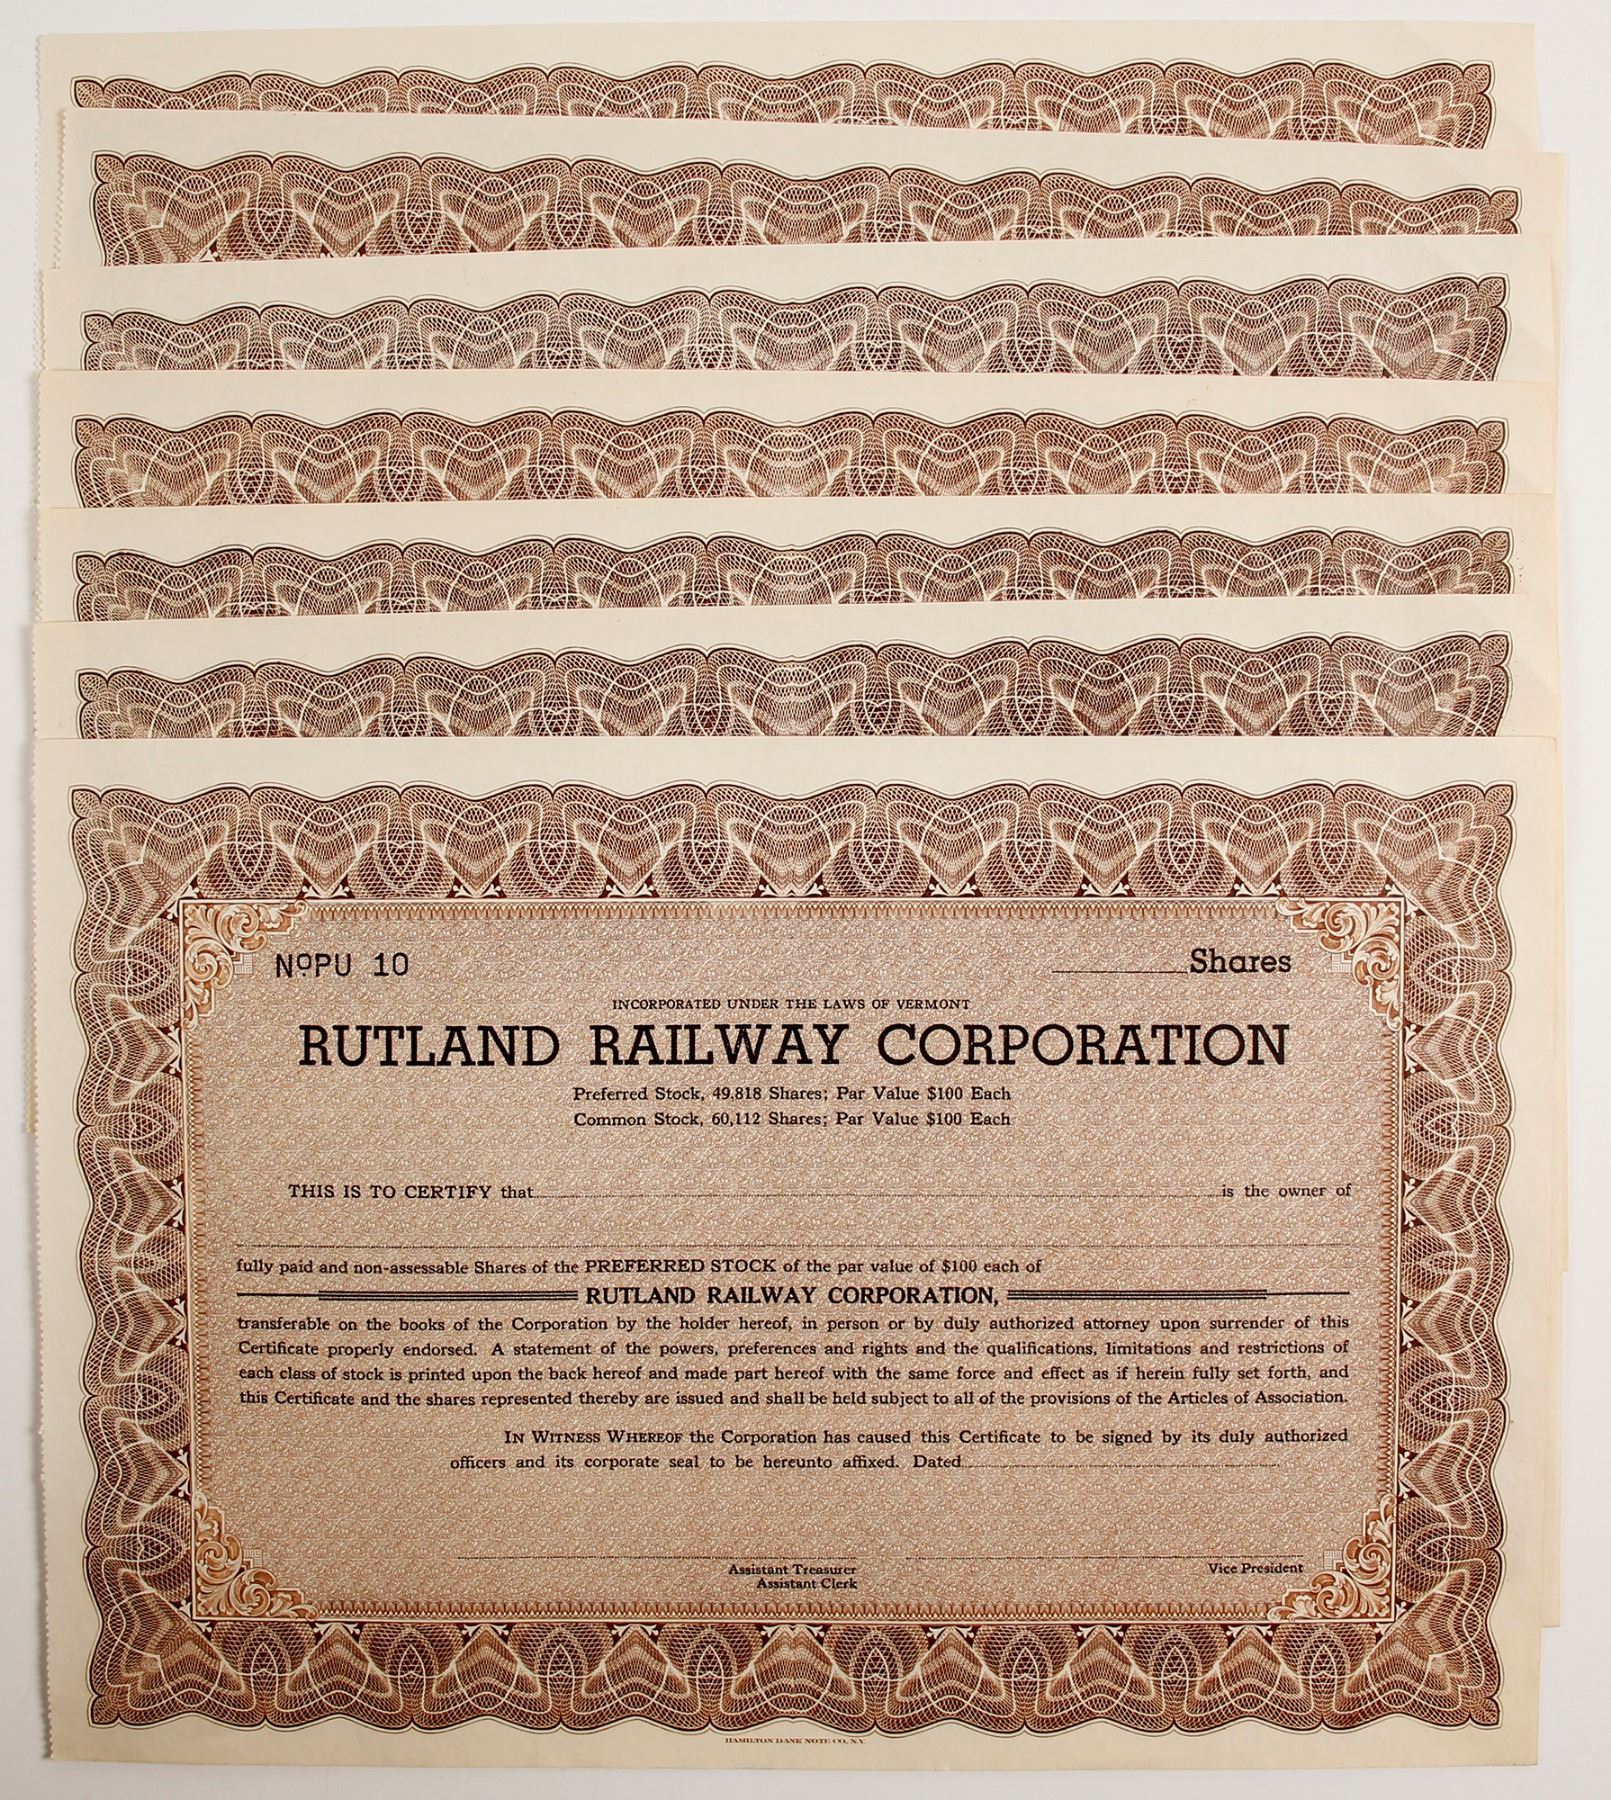 NoPU 10 Shares
INCORPORATED UNDER THE LAWS OF VERMONT
RUTLAND RAILWAY CORPORATION
Preferred Stock, 49,818 Shares; Par Value $100 Each
Common Stock, 60,112 Shares; Par Value $100 Each
THIS IS TO CERTIFY that is the owner of
fully paid and non-assessable Shares of the PREFERRED STOCK of the par value of $100 each of
RUTLAND RAILWAY CORPORATION,
transferable on the books of the Corporation by the holder hereof, in person or by duly authorized attorney upon surrender of this
Certificate properly endorsed. A statement of the powers, preferences and rights and the qualifications, limitations and restrictions of
each class of stock is printed upon the back hereof and made part hereof with the same force and effect as if herein fully set forth, and
this Certificate and the shares represented thereby are issued and shall be held subject to all of the provisions of the Articles of Association.
IN WITNESS WHEREOF the Corporation has caused this Certificate to be signed by its duly authorized
officers and its corporate seal to be hereunto affixed. Dated
Assistant Treasurer Vice President
Assistant Clerk
HAMILTON BANK NOTE CO., N.Y.